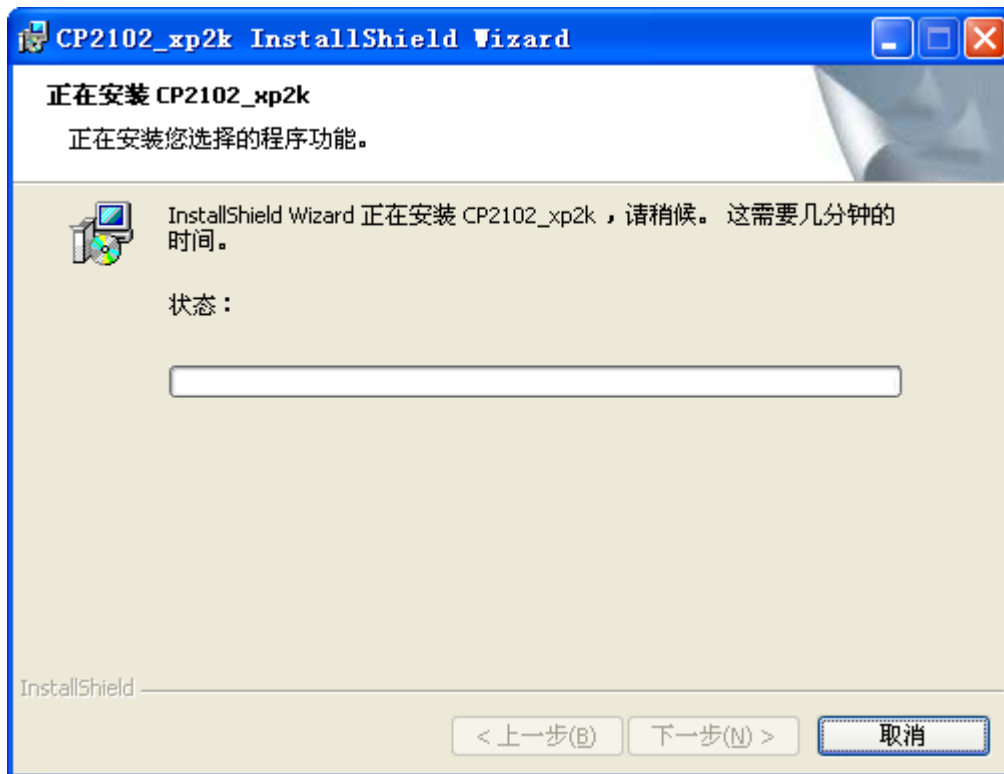 CP2102_xp2k InstallShield Wizard
正在安装 CP2102_xp2k
正在安装您选择的程序功能。
InstallShield Wizard 正在安装 CP2102_xp2k ，请稍候。 这需要几分钟的
时间。
状态：
InstallShield
< 上一步(B)
下一步(N) >
取消